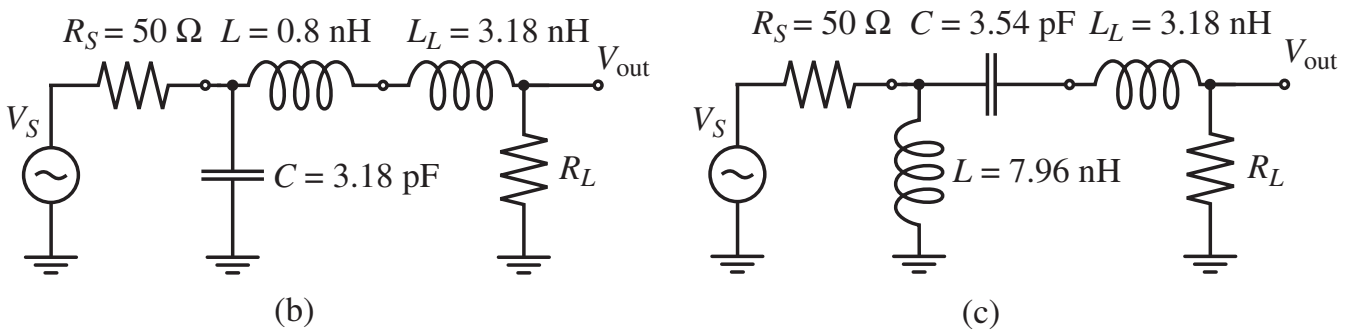 R_S = 50 Ω L = 0.8 nH L_L = 3.18 nH
V_out
V_S
C = 3.18 pF
R_L
(b)
R_S = 50 Ω C = 3.54 pF L_L = 3.18 nH
V_out
V_S
L = 7.96 nH
R_L
(c)